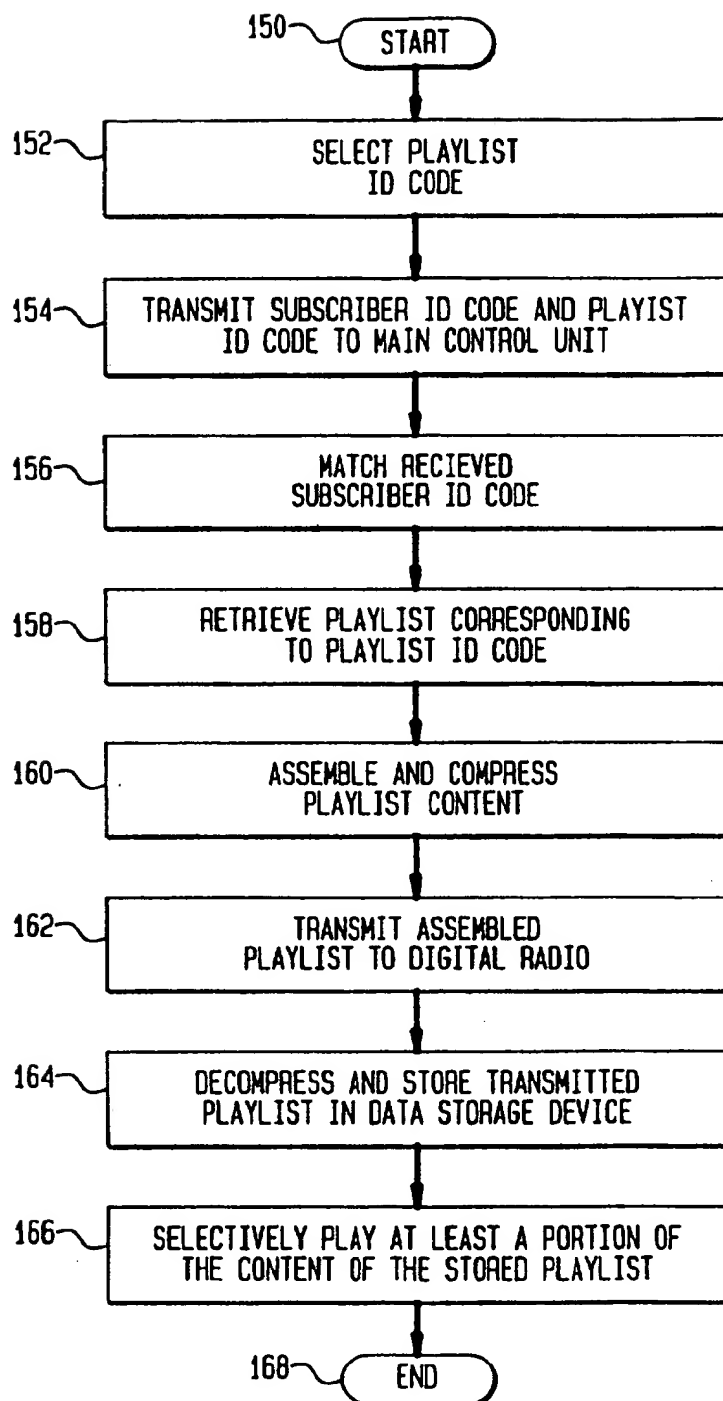 150
START
152
SELECT PLAYLIST
ID CODE
154
TRANSMIT SUBSCRIBER ID CODE AND PLAYIST
ID CODE TO MAIN CONTROL UNIT
156
MATCH RECIEVED
SUBSCRIBER ID CODE
158
RETRIEVE PLAYLIST CORRESPONDING
TO PLAYLIST ID CODE
160
ASSEMBLE AND COMPRESS
PLAYLIST CONTENT
162
TRANSMIT ASSEMBLED
PLAYLIST TO DIGITAL RADIO
164
DECOMPRESS AND STORE TRANSMITTED
PLAYLIST IN DATA STORAGE DEVICE
166
SELECTIVELY PLAY AT LEAST A PORTION OF
THE CONTENT OF THE STORED PLAYLIST
168
END